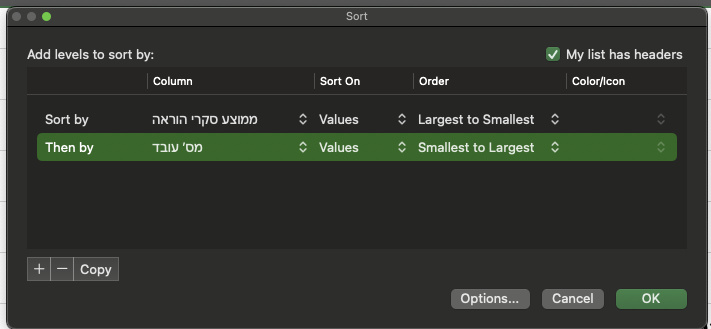 Sort
Add levels to sort by: My list has headers
Column Sort On Order Color/Icon
Sort by ממוצע סקרי הוראה Values Largest to Smallest
Then by מס' עובד Values Smallest to Largest
+ − Copy
Options... Cancel OK